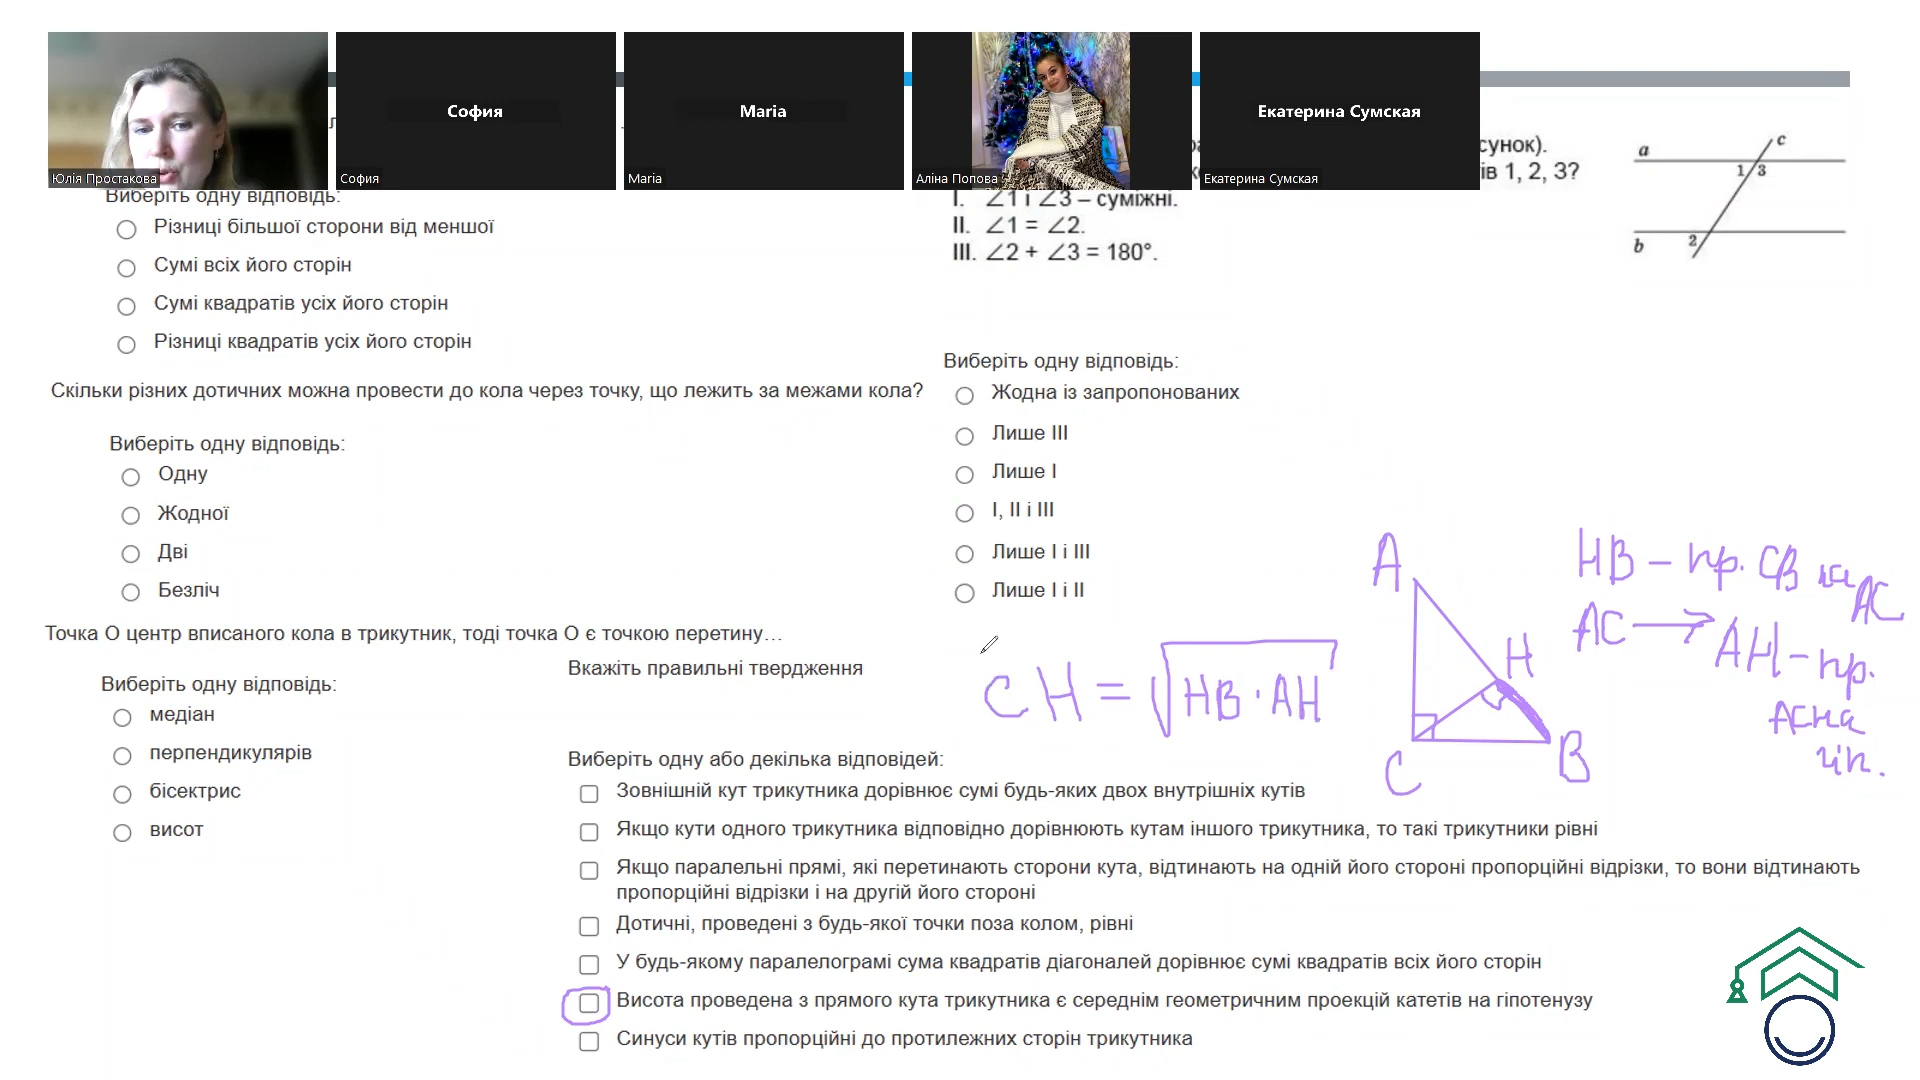 София
Maria
Екатерина Сумская
Юлія Простакова
София
Maria
Аліна Попова
Екатерина Сумская
Виберіть одну відповідь:
Різниці більшої сторони від меншої
Сумі всіх його сторін
Сумі квадратів усіх його сторін
Різниці квадратів усіх його сторін
Скільки різних дотичних можна провести до кола через точку, що лежить за межами кола?
Виберіть одну відповідь:
Одну
Жодної
Дві
Безліч
Точка О центр вписаного кола в трикутник, тоді точка О є точкою перетину…
Виберіть одну відповідь:
медіан
перпендикулярів
бісектрис
висот
сунок).
ів 1, 2, 3?
I. ∠1 і ∠3 – суміжні.
II. ∠1 = ∠2.
III. ∠2 + ∠3 = 180°.
a
c
1
3
b
2
Виберіть одну відповідь:
Жодна із запропонованих
Лише III
Лише I
I, II і III
Лише I і III
Лише I і II
CH = √HB · AH
A
H
C
B
HB – пр. CB на AC
AC → AH – пр.
AC на
гіп.
Вкажіть правильні твердження
Виберіть одну або декілька відповідей:
Зовнішній кут трикутника дорівнює сумі будь-яких двох внутрішніх кутів
Якщо кути одного трикутника відповідно дорівнюють кутам іншого трикутника, то такі трикутники рівні
Якщо паралельні прямі, які перетинають сторони кута, відтинають на одній його стороні пропорційні відрізки, то вони відтинають
пропорційні відрізки і на другій його стороні
Дотичні, проведені з будь-якої точки поза колом, рівні
У будь-якому паралелограмі сума квадратів діагоналей дорівнює сумі квадратів всіх його сторін
Висота проведена з прямого кута трикутника є середнім геометричним проекцій катетів на гіпотенузу
Синуси кутів пропорційні до протилежних сторін трикутника